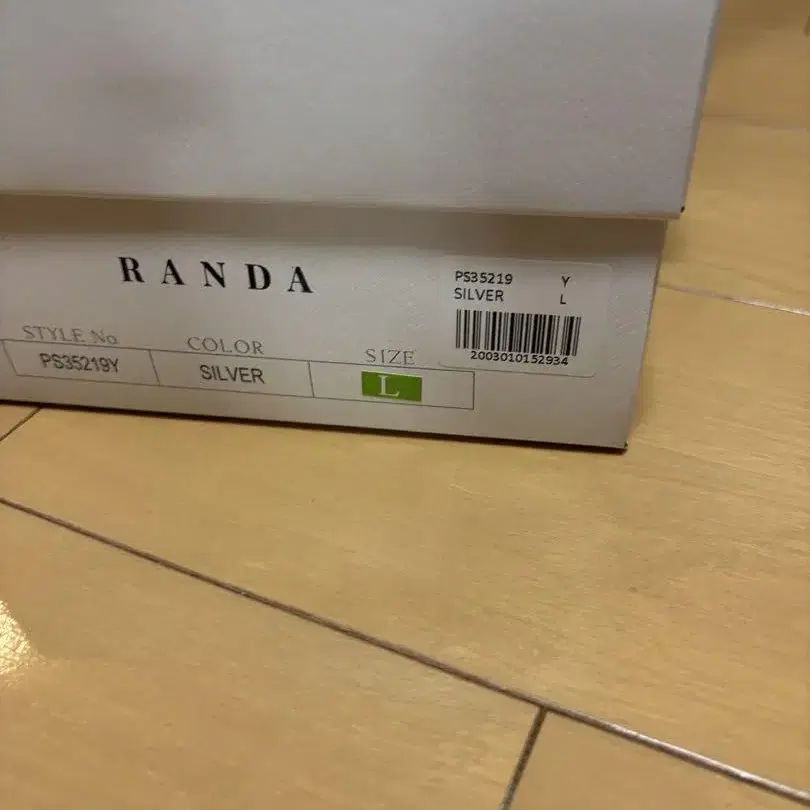 RANDA
STYLE No.
COLOR
SIZE
PS35219Y
SILVER
L
PS35219 Y
SILVER L
2003010152934